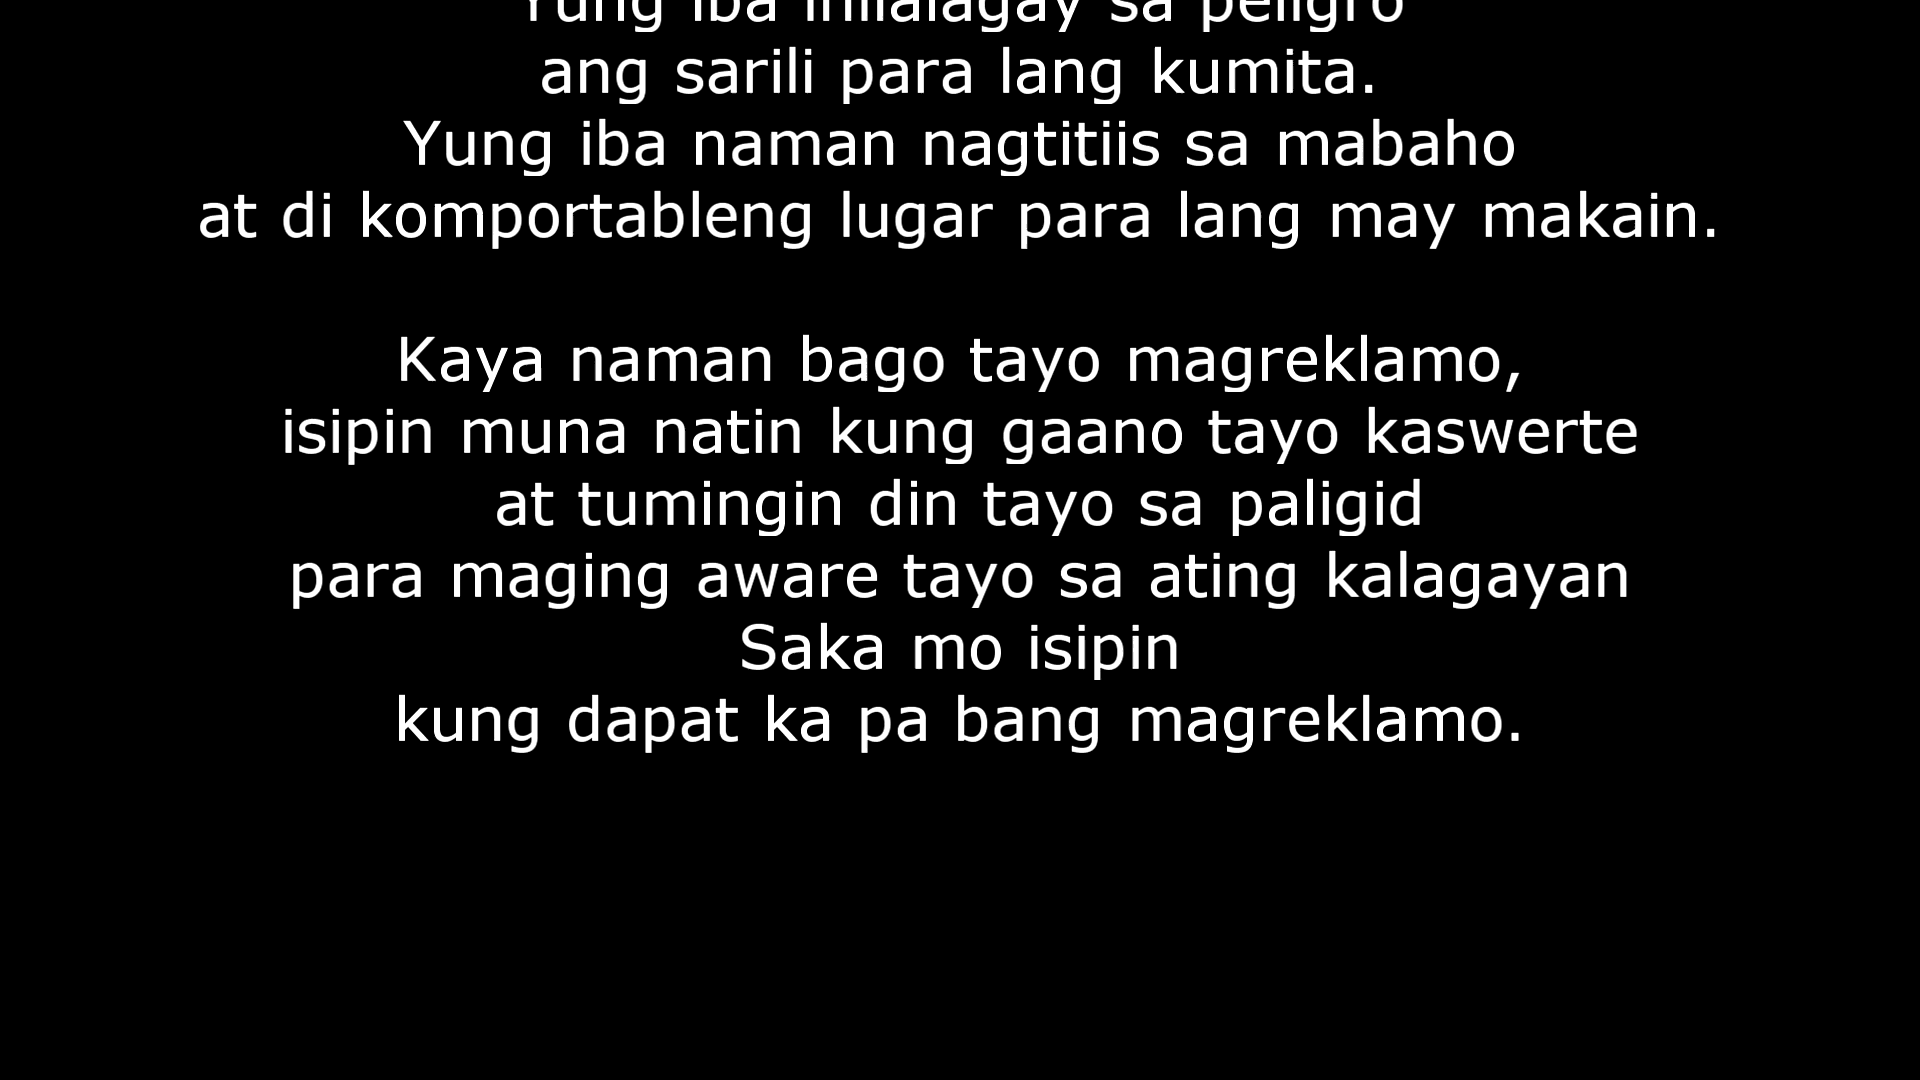 Yung iba inilalagay sa peligro
ang sarili para lang kumita.
Yung iba naman nagtitiis sa mabaho
at di komportableng lugar para lang may makain.
Kaya naman bago tayo magreklamo,
isipin muna natin kung gaano tayo kaswerte
at tumingin din tayo sa paligid
para maging aware tayo sa ating kalagayan
Saka mo isipin
kung dapat ka pa bang magreklamo.